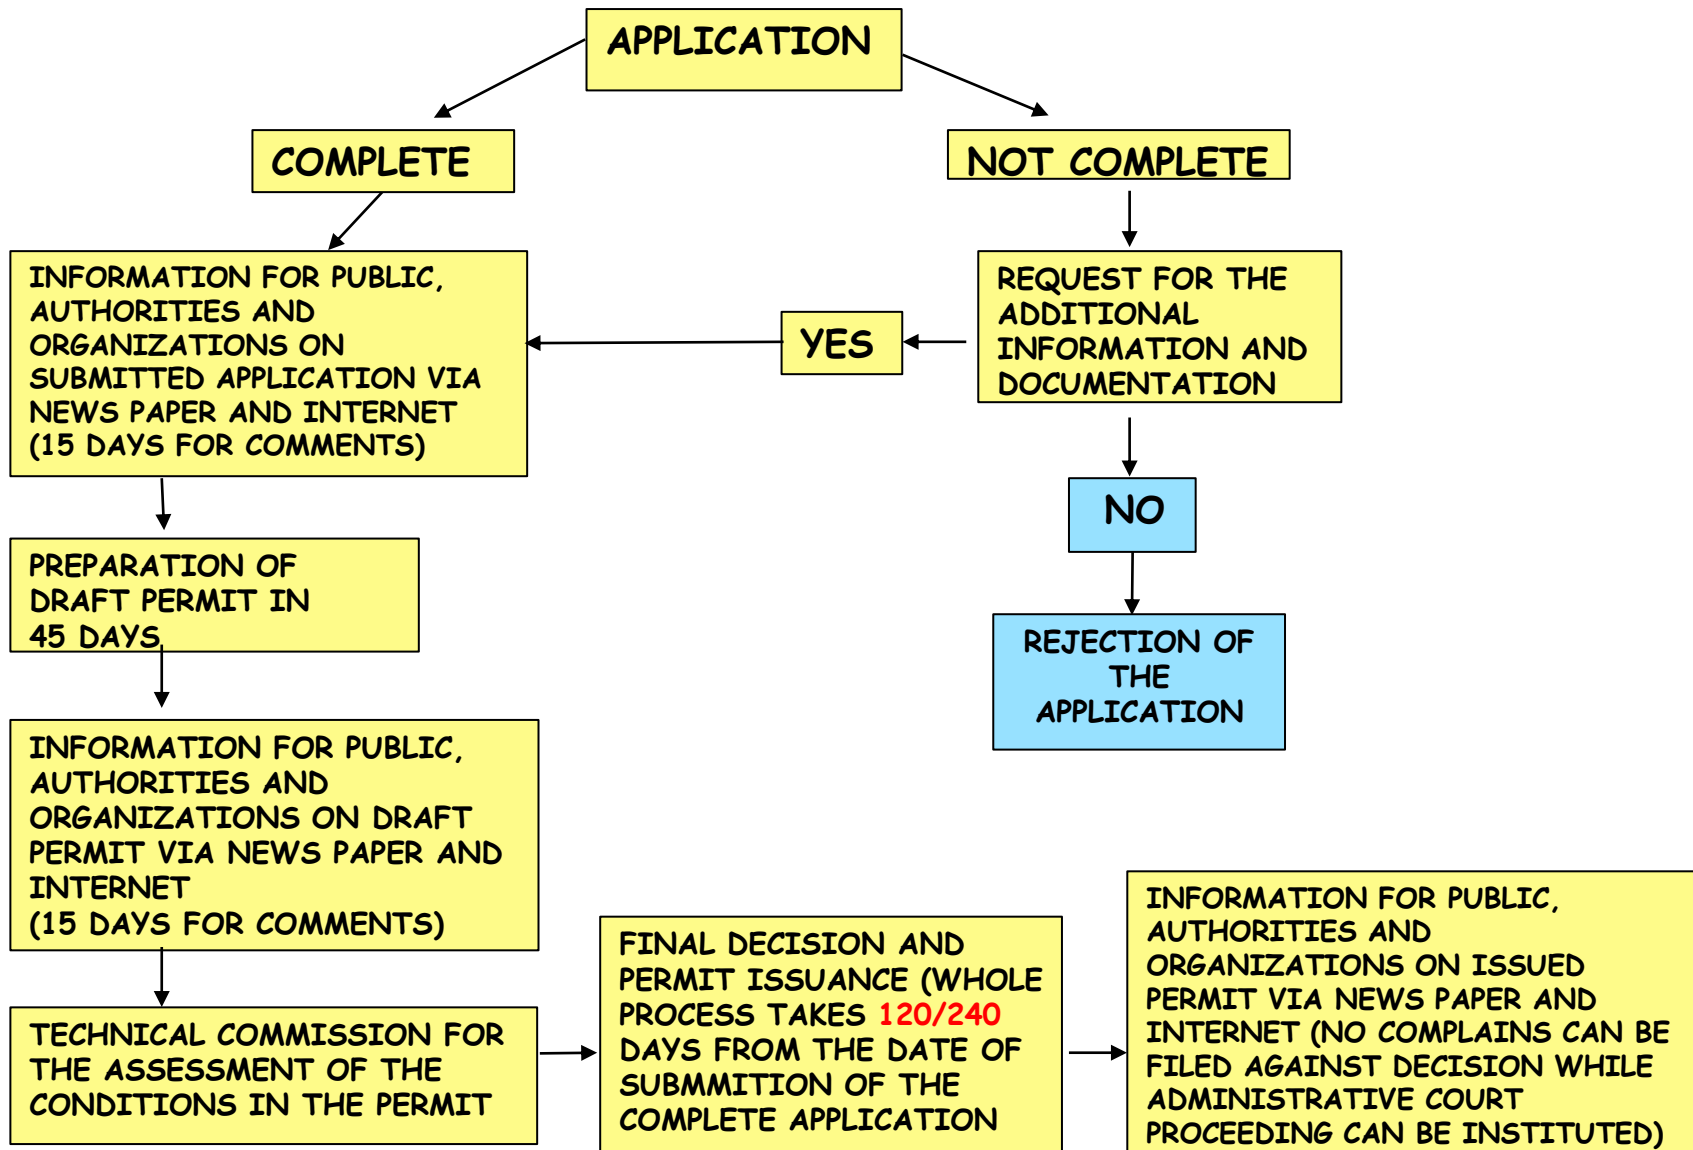 APPLICATION
COMPLETE
NOT COMPLETE
INFORMATION FOR PUBLIC,
AUTHORITIES AND
ORGANIZATIONS ON
SUBMITTED APPLICATION VIA
NEWS PAPER AND INTERNET
(15 DAYS FOR COMMENTS)
YES
REQUEST FOR THE
ADDITIONAL
INFORMATION AND
DOCUMENTATION
NO
PREPARATION OF
DRAFT PERMIT IN
45 DAYS
REJECTION OF
THE
APPLICATION
INFORMATION FOR PUBLIC,
AUTHORITIES AND
ORGANIZATIONS ON DRAFT
PERMIT VIA NEWS PAPER AND
INTERNET
(15 DAYS FOR COMMENTS)
TECHNICAL COMMISSION FOR
THE ASSESSMENT OF THE
CONDITIONS IN THE PERMIT
FINAL DECISION AND
PERMIT ISSUANCE (WHOLE
PROCESS TAKES 120/240
DAYS FROM THE DATE OF
SUBMMITION OF THE
COMPLETE APPLICATION
INFORMATION FOR PUBLIC,
AUTHORITIES AND
ORGANIZATIONS ON ISSUED
PERMIT VIA NEWS PAPER AND
INTERNET (NO COMPLAINS CAN BE
FILED AGAINST DECISION WHILE
ADMINISTRATIVE COURT
PROCEEDING CAN BE INSTITUTED)